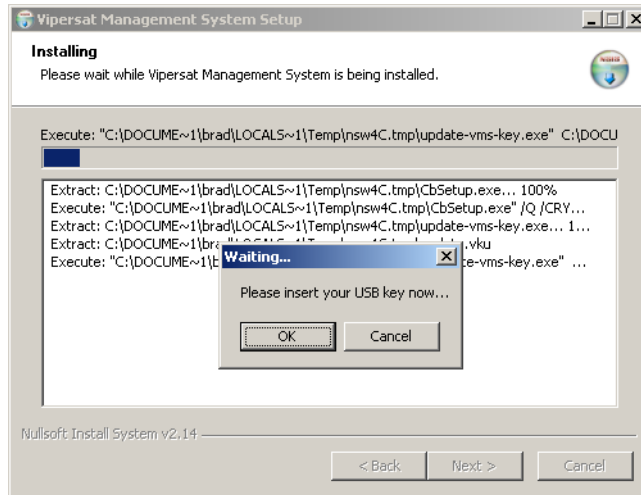 Vipersat Management System Setup
Installing
Please wait while Vipersat Management System is being installed.
Execute: "C:\DOCUME~1\brad\LOCALS~1\Temp\nsw4C.tmp\update-vms-key.exe" C:\DOCU
Extract: C:\DOCUME~1\brad\LOCALS~1\Temp\nsw4C.tmp\CbSetup.exe... 100%
Execute: "C:\DOCUME~1\brad\LOCALS~1\Temp\nsw4C.tmp\CbSetup.exe" /Q /CRY...
Extract: C:\DOCUME~1\brad\LOCALS~1\Temp\nsw4C.tmp\update-vms-key.exe... 1...
Extract: C:\DOCUME~1\bra .vku
Execute: "C:\DOCUME~1\b te-vms-key.exe" ...
Waiting...
Please insert your USB key now...
OK
Cancel
Nullsoft Install System v2.14
< Back
Next >
Cancel